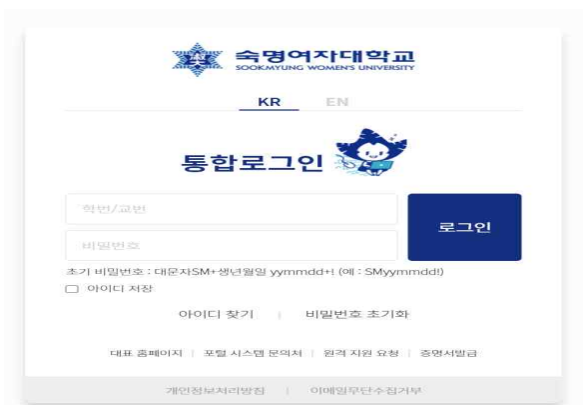 숙명여자대학교
SOOKMYUNG WOMEN'S UNIVERSITY
KR EN
통합로그인
학번/교번
로그인
비밀번호
초기 비밀번호 : 대문자SM+생년월일 yymmdd+! (예 : SMyymmdd!)
아이디 저장
아이디 찾기 | 비밀번호 초기화
대표 홈페이지 | 포털 시스템 문의처 | 원격 지원 요청 | 증명서발급
개인정보처리방침 | 이메일무단수집거부